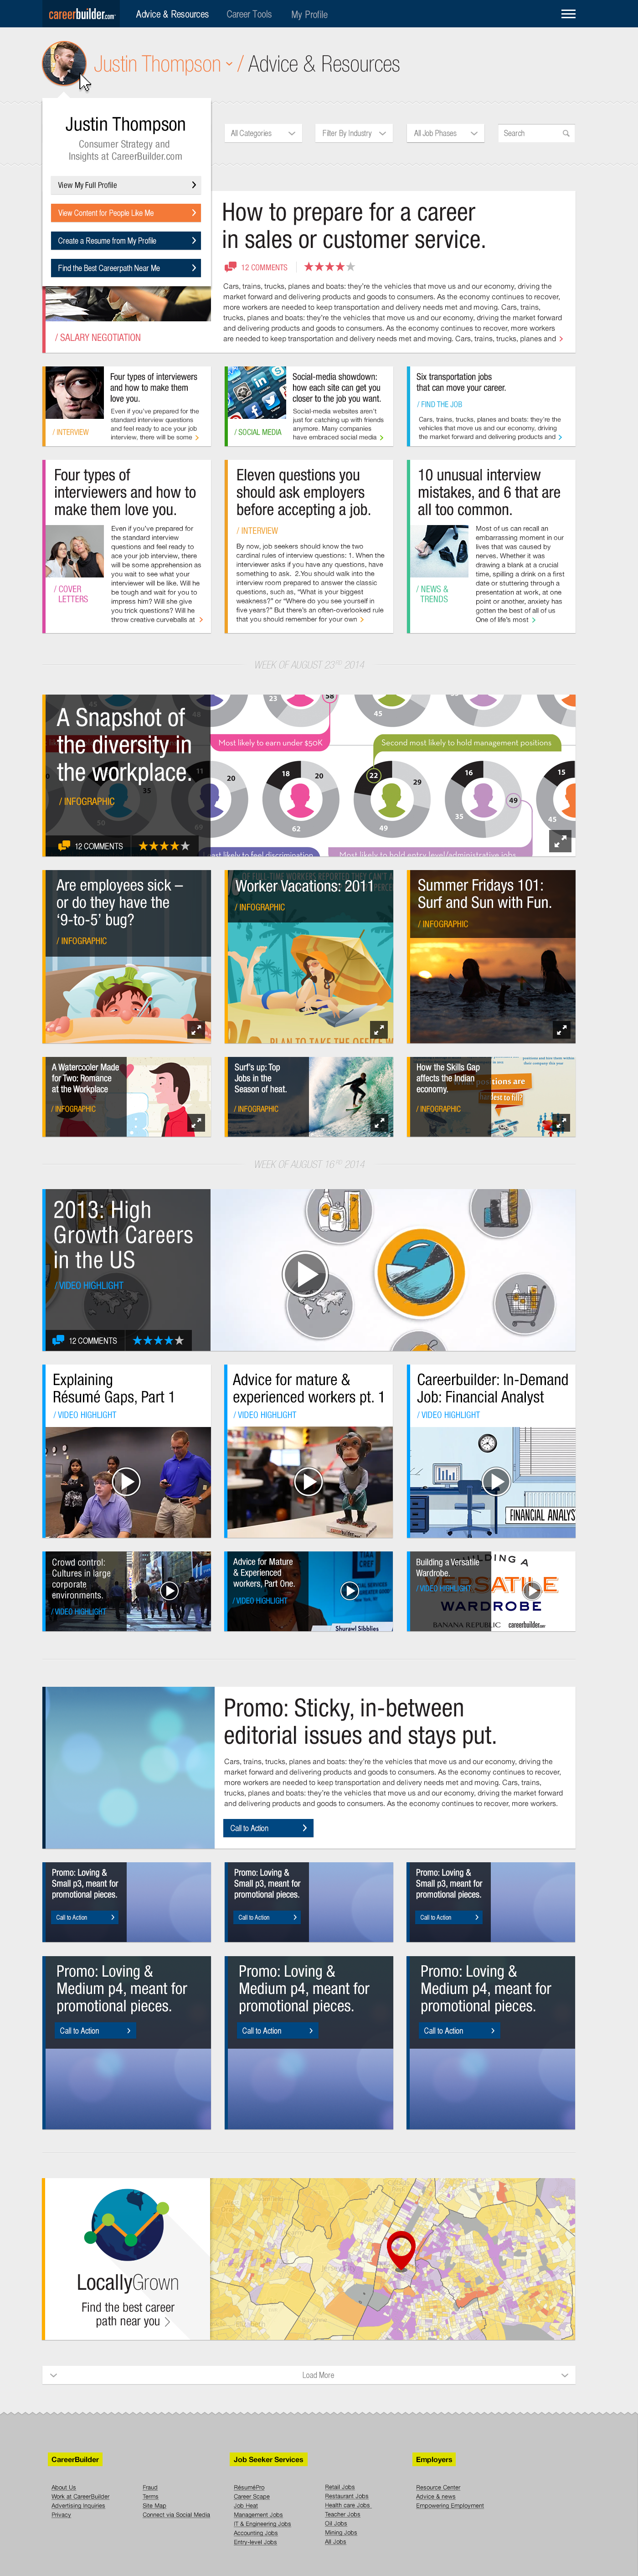 careerbuilder.com
Advice & Resources
Career Tools
My Profile
Justin Thompson / Advice & Resources
Justin Thompson
Consumer Strategy and
Insights at CareerBuilder.com
View My Full Profile
View Content for People Like Me
Create a Resume from My Profile
Find the Best Careerpath Near Me
All Categories
Filter By Industry
All Job Phases
Search
/ SALARY NEGOTIATION
How to prepare for a career
in sales or customer service.
12 COMMENTS
Cars, trains, trucks, planes and boats: they're the vehicles that move us and our economy, driving the
market forward and delivering products and goods to consumers. As the economy continues to recover,
more workers are needed to keep transportation and delivery needs met and moving. Cars, trains,
trucks, planes and boats: they're the vehicles that move us and our economy, driving the market forward
and delivering products and goods to consumers. As the economy continues to recover, more workers
are needed to keep transportation and delivery needs met and moving. Cars, trains, trucks, planes and
/ INTERVIEW
Four types of interviewers
and how to make them
love you.
Even if you've prepared for the
standard interview questions
and feel ready to ace your job
interview, there will be some
/ SOCIAL MEDIA
Social-media showdown:
how each site can get you
closer to the job you want.
Social-media websites aren't
just for catching up with friends
anymore. Many companies
have embraced social media
Six transportation jobs
that can move your career.
/ FIND THE JOB
Cars, trains, trucks, planes and boats: they're the
vehicles that move us and our economy, driving
the market forward and delivering products and
Four types of
interviewers and how to
make them love you.
/ COVER
LETTERS
Even if you've prepared for
the standard interview
questions and feel ready to
ace your job interview, there
will be some apprehension as
you wait to see what your
interviewer will be like. Will he
be tough and wait for you to
impress him? Will she give
you trick questions? Will he
throw creative curveballs at
Eleven questions you
should ask employers
before accepting a job.
/ INTERVIEW
By now, job seekers should know the two
cardinal rules of interview questions: 1. When the
interviewer asks if you have any questions, have
something to ask. 2.You should walk into the
interview room prepared to answer the classic
questions, such as, "What is your biggest
weakness?" or "Where do you see yourself in
five years?" But there's an often-overlooked rule
that you should remember for your own
10 unusual interview
mistakes, and 6 that are
all too common.
/ NEWS &
TRENDS
Most of us can recall an
embarrassing moment in our
lives that was caused by
nerves. Whether it was
drawing a blank at a crucial
time, spilling a drink on a first
date or stuttering through a
presentation at work, at one
point or another, anxiety has
gotten the best of all of us
One of life's most
WEEK OF AUGUST 23RD 2014
A Snapshot of
the diversity in
the workplace.
/ INFOGRAPHIC
12 COMMENTS
23
58
45
Most likely to earn under $50K
Second most likely to hold management positions
11
20
18
20
22
29
16
15
35
49
62
49
35
45
Most likely to hold entry level/administrative jobs
Are employees sick –
or do they have the
'9-to-5' bug?
/ INFOGRAPHIC
Worker Vacations: 2011
/ INFOGRAPHIC
PLAN TO TAKE THE OFFICE W
Summer Fridays 101:
Surf and Sun with Fun.
/ INFOGRAPHIC
A Watercooler Made
for Two: Romance
at the Workplace
/ INFOGRAPHIC
Surf's up: Top
Jobs in the
Season of heat.
/ INFOGRAPHIC
How the Skills Gap
affects the Indian
economy.
/ INFOGRAPHIC
WEEK OF AUGUST 16TH 2014
2013: High
Growth Careers
in the US
/ VIDEO HIGHLIGHT
12 COMMENTS
Explaining
Résumé Gaps, Part 1
/ VIDEO HIGHLIGHT
Advice for mature &
experienced workers pt. 1
/ VIDEO HIGHLIGHT
Careerbuilder: In-Demand
Job: Financial Analyst
/ VIDEO HIGHLIGHT
FINANCIAL ANALYS
Crowd control:
Cultures in large
corporate
environments.
/ VIDEO HIGHLIGHT
Advice for Mature
& Experienced
workers, Part One.
/ VIDEO HIGHLIGHT
Shurawl Sibblies
Building a Versatile
Wardrobe.
/ VIDEO HIGHLIGHT
VERSATILE
WARDROBE
BANANA REPUBLIC
careerbuilder.com
Promo: Sticky, in-between
editorial issues and stays put.
Cars, trains, trucks, planes and boats: they're the vehicles that move us and our economy, driving the
market forward and delivering products and goods to consumers. As the economy continues to recover,
more workers are needed to keep transportation and delivery needs met and moving. Cars, trains,
trucks, planes and boats: they're the vehicles that move us and our economy, driving the market forward
and delivering products and goods to consumers. As the economy continues to recover, more workers.
Call to Action
Promo: Loving &
Small p3, meant for
promotional pieces.
Call to Action
Promo: Loving &
Small p3, meant for
promotional pieces.
Call to Action
Promo: Loving &
Small p3, meant for
promotional pieces.
Call to Action
Promo: Loving &
Medium p4, meant for
promotional pieces.
Call to Action
Promo: Loving &
Medium p4, meant for
promotional pieces.
Call to Action
Promo: Loving &
Medium p4, meant for
promotional pieces.
Call to Action
LocallyGrown
Find the best career
path near you
Load More
CareerBuilder
About Us
Work at CareerBuilder
Advertising Inquiries
Privacy
Fraud
Terms
Site Map
Connect via Social Media
Job Seeker Services
RésuméPro
Career Scape
Job Heat
Management Jobs
IT & Engineering Jobs
Accounting Jobs
Entry-level Jobs
Retail Jobs
Restaurant Jobs
Health care Jobs
Teacher Jobs
Oil Jobs
Mining Jobs
All Jobs
Employers
Resource Center
Advice & news
Empowering Employment